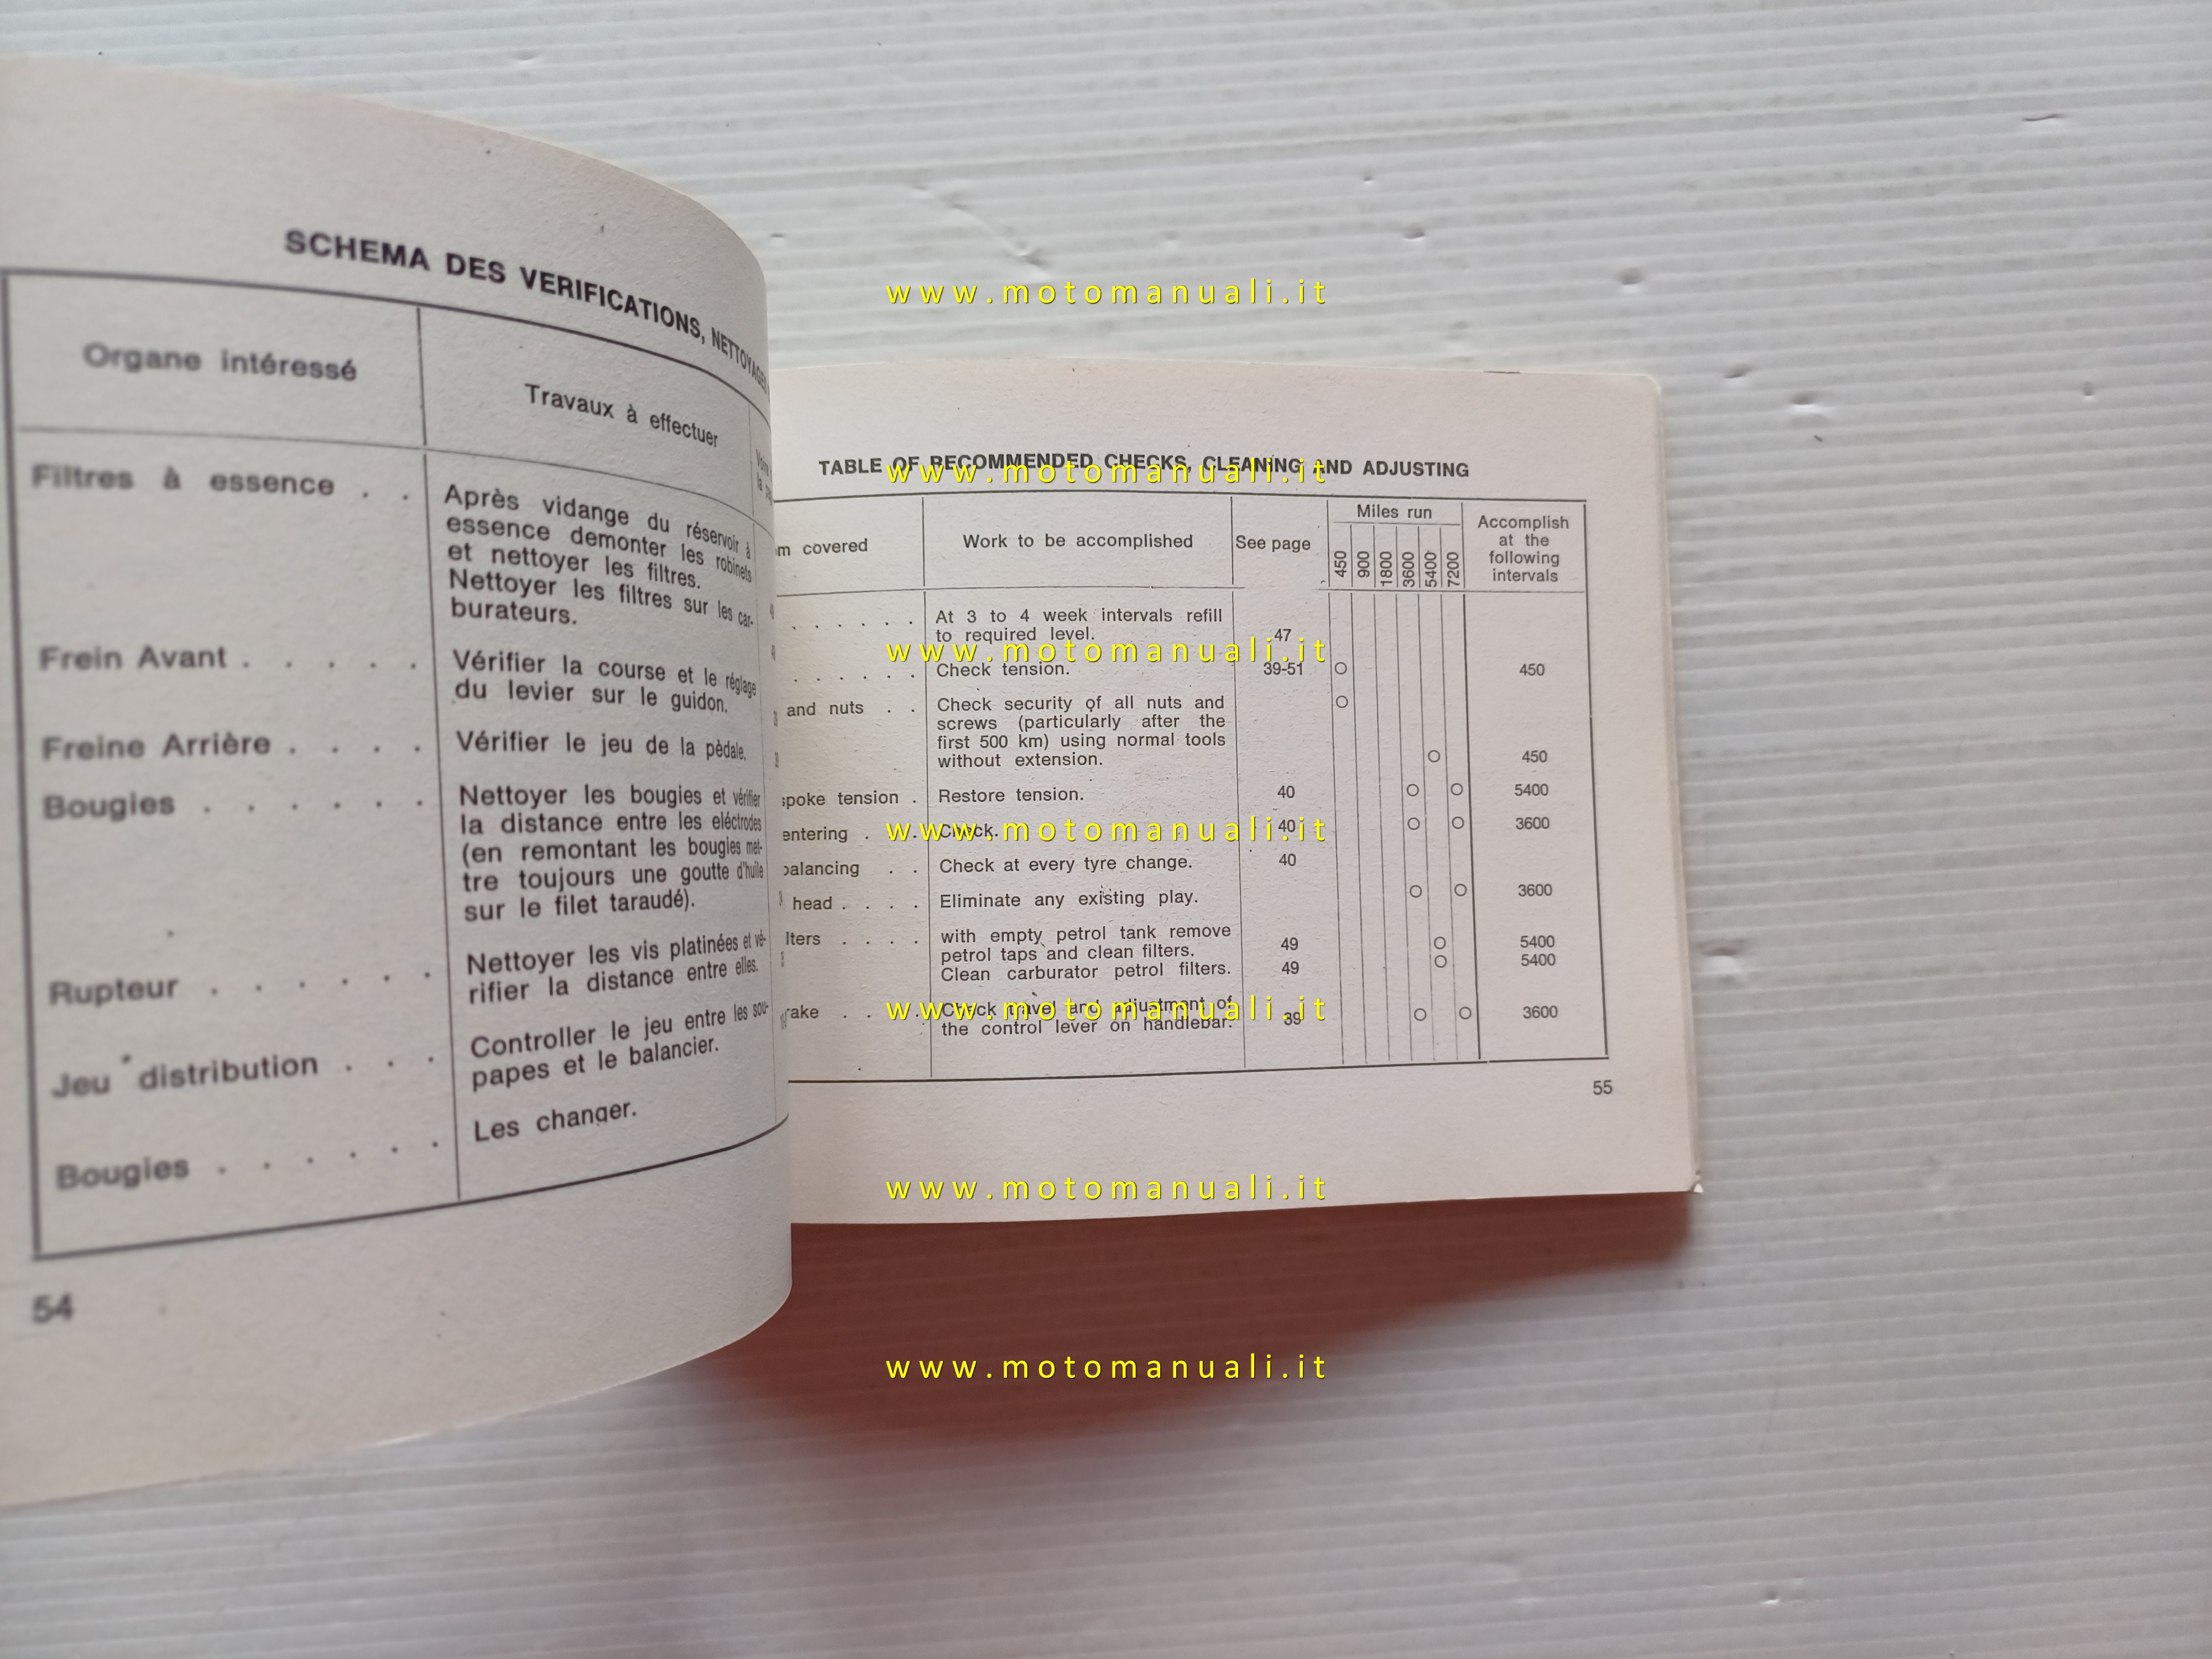 SCHEMA DES VERIFICATIONS, NETTOYAGES
Organe intéressé
Travaux à effectuer
Filtres à essence . .
Après vidange du réservoir à
essence demonter les robinets
et nettoyer les filtres.
Nettoyer les filtres sur les car-
burateurs.
Frein Avant . . . . .
Vérifier la course et le réglage
du levier sur le guidon.
Freine Arrière . . . .
Vérifier le jeu de la pèdale.
Bougies . . . . . .
Nettoyer les bougies et vérifier
la distance entre les eléctrodes
(en remontant les bougies met-
tre toujours une goutte d'huile
sur le filet taraudé).
Rupteur . . . . . .
Nettoyer les vis platinées et vé-
rifier la distance entre elles.
Jeu distribution . . .
Controller le jeu entre les sou-
papes et le balancier.
Bougies . . . . . .
Les changer.
54
www.motomanuali.it
TABLE OF RECOMMENDED CHECKS, CLEANING AND ADJUSTING
www.motomanuali.it
m covered
Work to be accomplished
See page
Miles run
450 900 1800 3600 5400 7200
Accomplish
at the
following
intervals
. . . . . . At 3 to 4 week intervals refill
to required level. 47
www.motomanuali.it
. . . . . . Check tension. 39-51 O 450
and nuts . . Check security of all nuts and O
screws (particularly after the
first 500 km) using normal tools
without extension. O 450
spoke tension . Restore tension. 40 O O 5400
entering . . Check. 40 O O 3600
www.motomanuali.it
balancing . . Check at every tyre change. 40
head . . . . Eliminate any existing play. O O 3600
lters . . . . with empty petrol tank remove
petrol taps and clean filters. 49 O 5400
Clean carburator petrol filters. 49 O 5400
rake . . . Check travel and adjustment of
the control lever on handlebar. 39 O O 3600
www.motomanuali.it
55
www.motomanuali.it
www.motomanuali.it